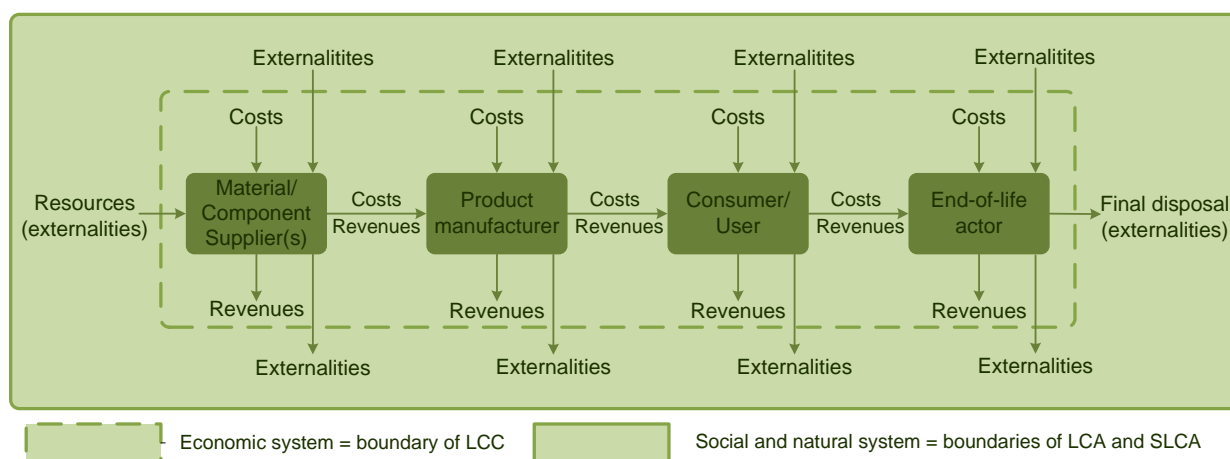 Externalitites
Externalitites
Externalitites
Externalitites
Costs
Costs
Costs
Costs
Resources
(externalities)
Material/
Component
Supplier(s)
Costs
Revenues
Product
manufacturer
Costs
Revenues
Consumer/
User
Costs
Revenues
End-of-life
actor
Final disposal
(externalities)
Revenues
Revenues
Revenues
Revenues
Externalities
Externalities
Externalities
Externalities
Economic system = boundary of LCC
Social and natural system = boundaries of LCA and SLCA